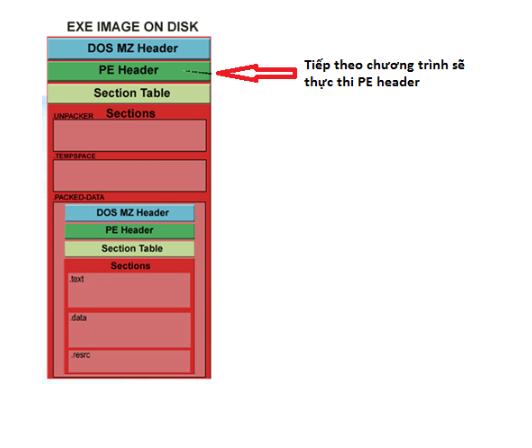 EXE IMAGE ON DISK
DOS MZ Header
PE Header
Section Table
Sections
.UNPACKER
.TEMPSPACE
.PACKED-DATA
DOS MZ Header
PE Header
Section Table
Sections
.text
.data
.resrc
Tiếp theo chương trình sẽ
thực thi PE header